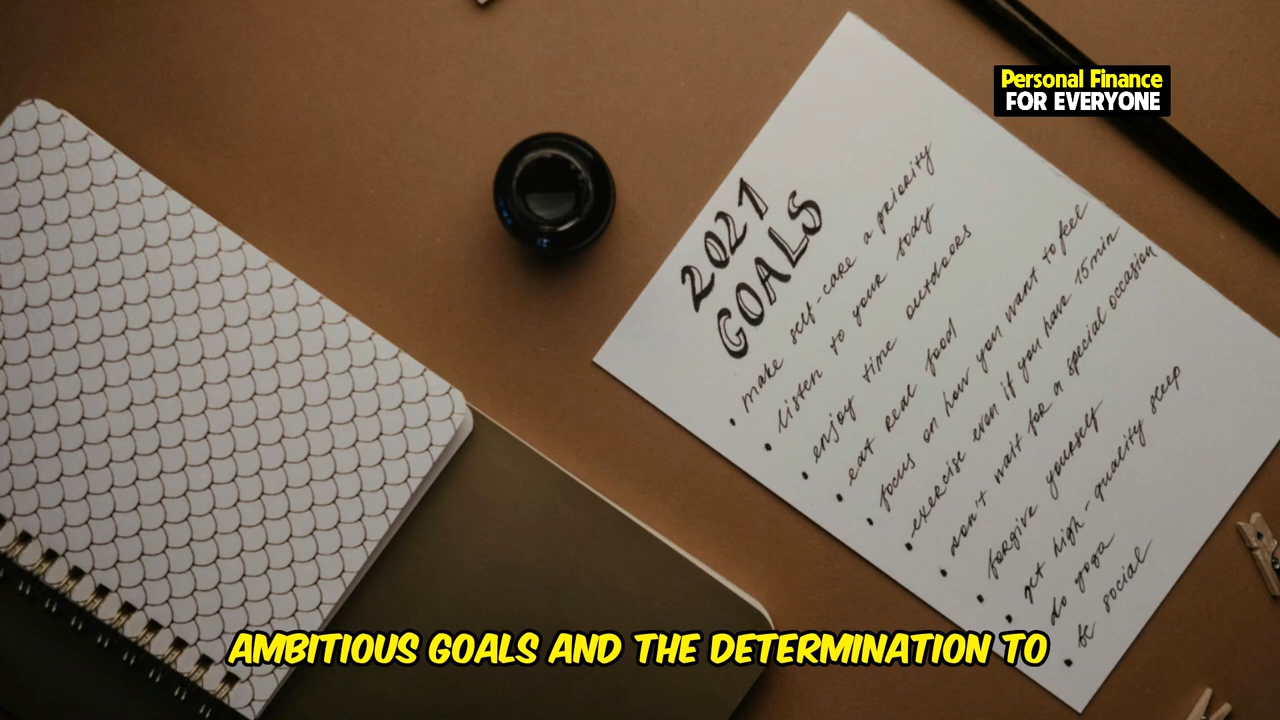 Personal Finance
FOR EVERYONE
2021
GOALS
• make self-care a priority
• listen to your body
• enjoy time outdoors
• eat real food
• focus on how you want to feel
• exercise even if you have 15min
• don't wait for a special occasion
• forgive yourself
• get high-quality sleep
• do yoga
• be social
AMBITIOUS GOALS AND THE DETERMINATION TO